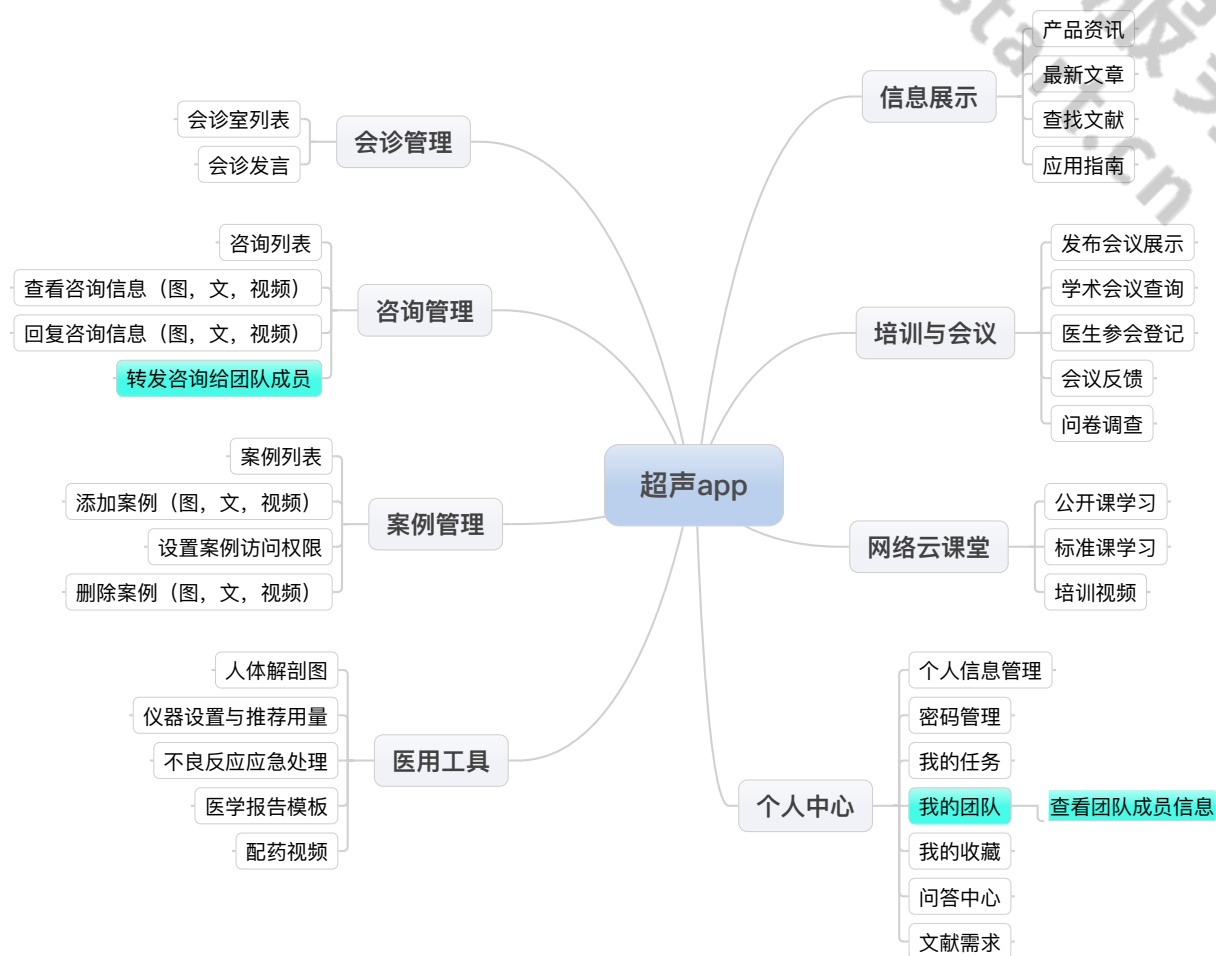 超声app
信息展示
产品资讯
最新文章
查找文献
应用指南
培训与会议
发布会议展示
学术会议查询
医生参会登记
会议反馈
问卷调查
网络云课堂
公开课学习
标准课学习
培训视频
个人中心
个人信息管理
密码管理
我的任务
我的团队
查看团队成员信息
我的收藏
问答中心
文献需求
会诊管理
会诊室列表
会诊发言
咨询管理
咨询列表
查看咨询信息（图，文，视频）
回复咨询信息（图，文，视频）
转发咨询给团队成员
案例管理
案例列表
添加案例（图，文，视频）
设置案例访问权限
删除案例（图，文，视频）
医用工具
人体解剖图
仪器设置与推荐用量
不良反应应急处理
医学报告模板
配药视频